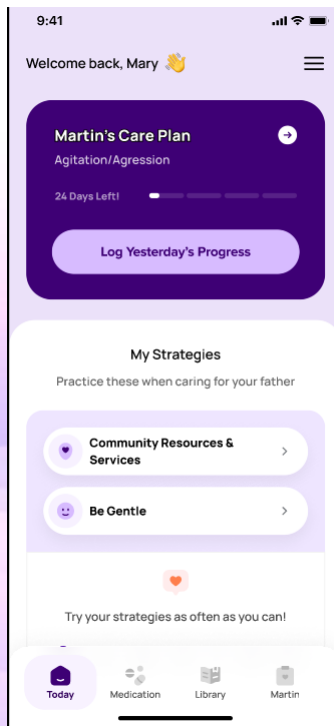 9:41
Welcome back, Mary 👋
Martin's Care Plan
Agitation/Agression
24 Days Left!
Log Yesterday's Progress
My Strategies
Practice these when caring for your father
Community Resources &
Services
Be Gentle
Try your strategies as often as you can!
Today
Medication
Library
Martin